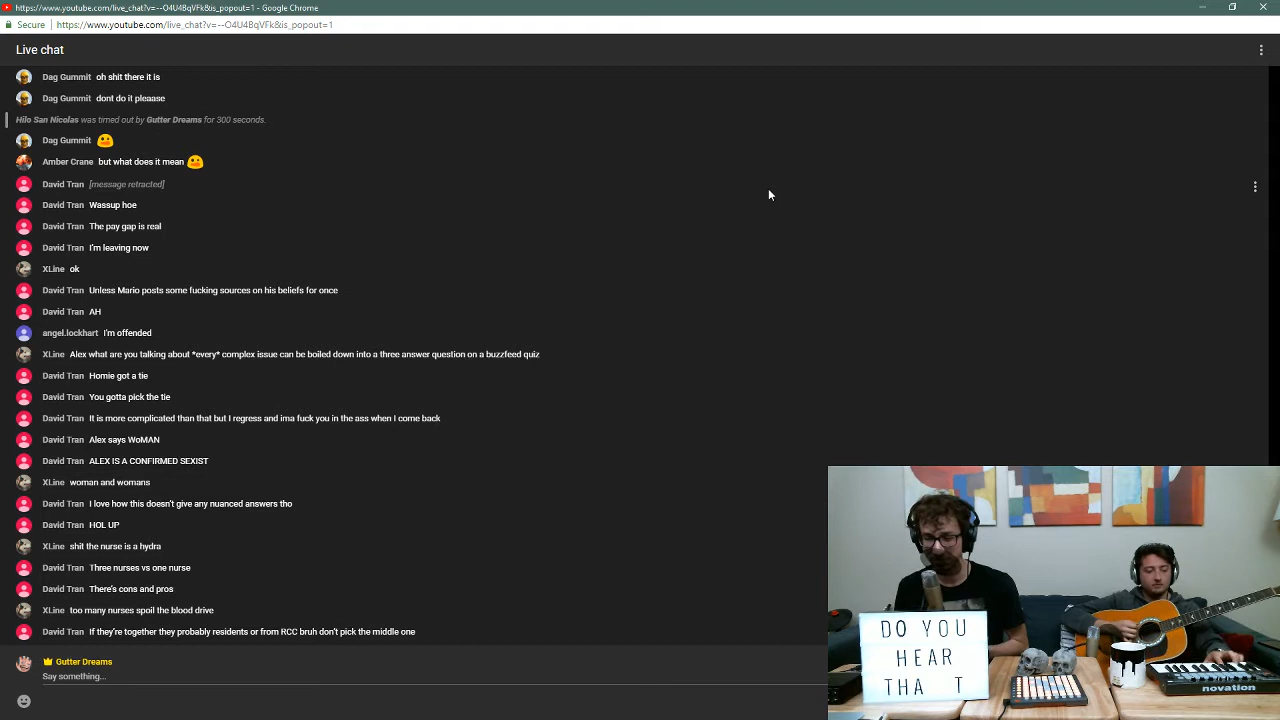 https://www.youtube.com/live_chat?v=--O4U4BqVFk&is_popout=1 - Google Chrome
Secure https://www.youtube.com/live_chat?v=--O4U4BqVFk&is_popout=1
Live chat
Dag Gummit oh shit there it is
Dag Gummit dont do it pleaase
Hilo San Nicolas was timed out by Gutter Dreams for 300 seconds.
Dag Gummit
Amber Crane but what does it mean
David Tran [message retracted]
David Tran Wassup hoe
David Tran The pay gap is real
David Tran I'm leaving now
XLine ok
David Tran Unless Mario posts some fucking sources on his beliefs for once
David Tran AH
angel.lockhart I'm offended
XLine Alex what are you talking about *every* complex issue can be boiled down into a three answer question on a buzzfeed quiz
David Tran Homie got a tie
David Tran You gotta pick the tie
David Tran It is more complicated than that but I regress and ima fuck you in the ass when I come back
David Tran Alex says WoMAN
David Tran ALEX IS A CONFIRMED SEXIST
XLine woman and womans
David Tran I love how this doesn't give any nuanced answers tho
David Tran HOL UP
XLine shit the nurse is a hydra
David Tran Three nurses vs one nurse
David Tran There's cons and pros
XLine too many nurses spoil the blood drive
David Tran If they're together they probably residents or from RCC bruh don't pick the middle one
Gutter Dreams
Say something...
DO YOU
HEAR
THA T
novation